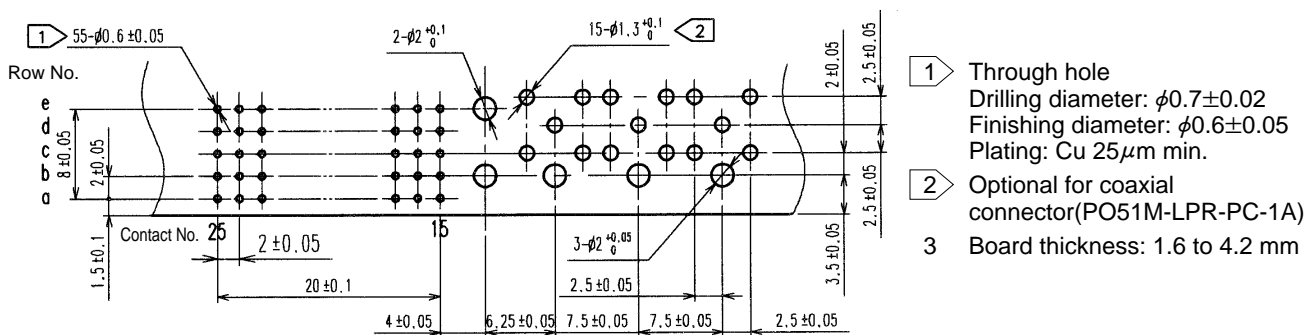 1 55-φ0.6±0.05
2-φ2 +0.1 0
15-φ1.3 +0.1 0 2
2±0.05
2.5±0.05
Row No.
e
d
c
b
a
8±0.05
2±0.05
1.5±0.1
Contact No. 25
15
2±0.05
20±0.1
4±0.05
6.25±0.05
7.5±0.05
7.5±0.05
2.5±0.05
3-φ2 +0.05 0
2.5±0.05
3.5±0.05
2.5±0.05
1 Through hole
Drilling diameter: φ0.7±0.02
Finishing diameter: φ0.6±0.05
Plating: Cu 25μm min.
2 Optional for coaxial
connector(PO51M-LPR-PC-1A)
3 Board thickness: 1.6 to 4.2 mm